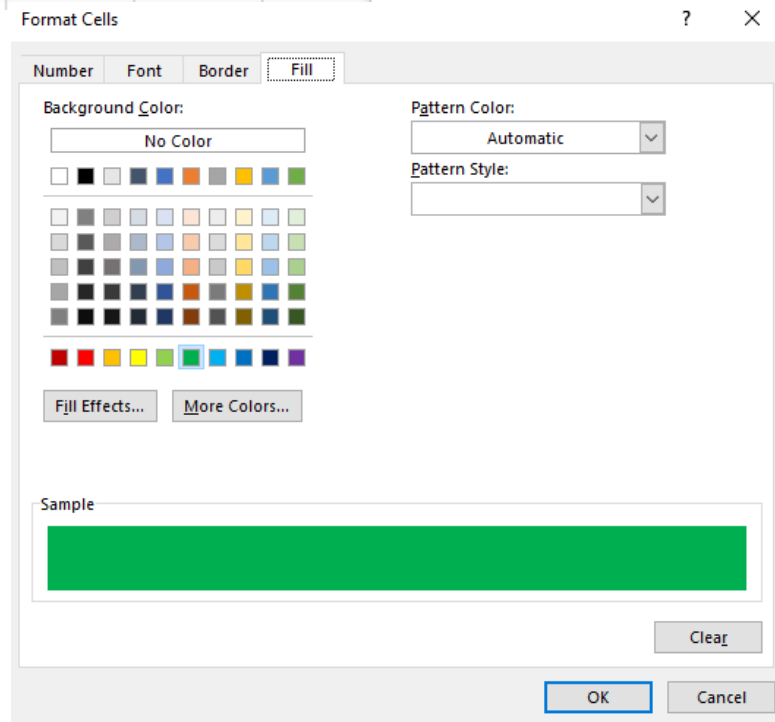 Format Cells ? X
Number Font Border Fill
Background Color: Pattern Color:
No Color Automatic
Pattern Style:
Fill Effects... More Colors...
Sample
Clear
OK Cancel